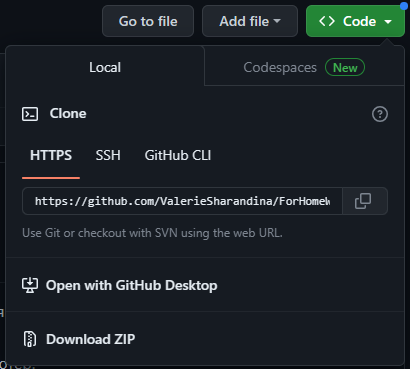 Go to file Add file Code
Local Codespaces New
Clone
HTTPS SSH GitHub CLI
https://github.com/ValerieSharandina/ForHomeW
Use Git or checkout with SVN using the web URL.
Open with GitHub Desktop
Download ZIP